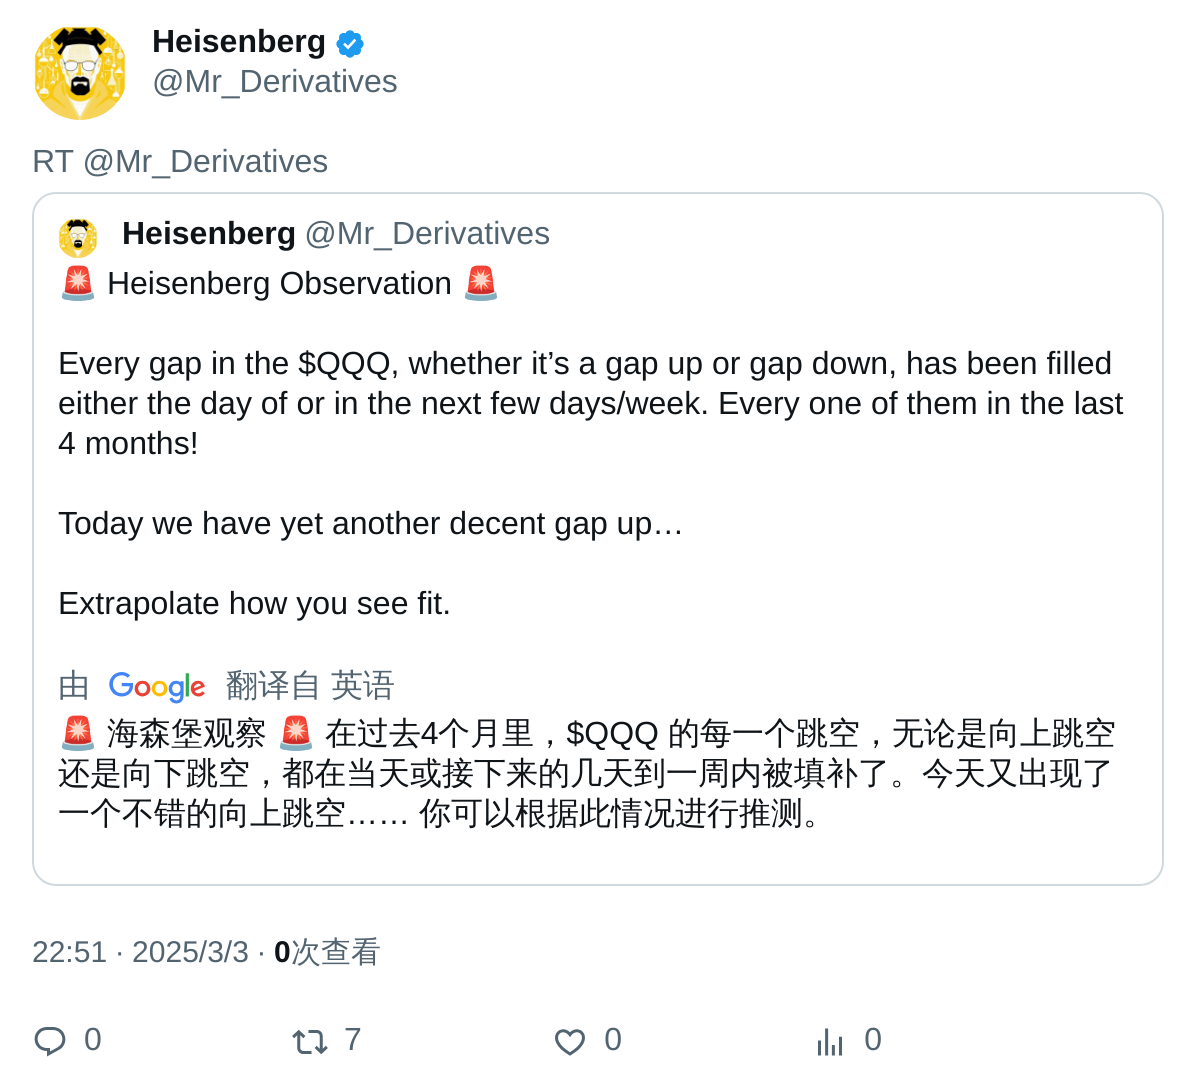 Heisenberg
@Mr_Derivatives
RT @Mr_Derivatives
Heisenberg @Mr_Derivatives
🚨 Heisenberg Observation 🚨
Every gap in the $QQQ, whether it’s a gap up or gap down, has been filled
either the day of or in the next few days/week. Every one of them in the last
4 months!
Today we have yet another decent gap up…
Extrapolate how you see fit.
由 Google 翻译自 英语
🚨 海森堡观察 🚨 在过去4个月里，$QQQ 的每一个跳空，无论是向上跳空
还是向下跳空，都在当天或接下来的几天到一周内被填补了。今天又出现了
一个不错的向上跳空…… 你可以根据此情况进行推测。
22:51 · 2025/3/3 · 0次查看
0 7 0 0